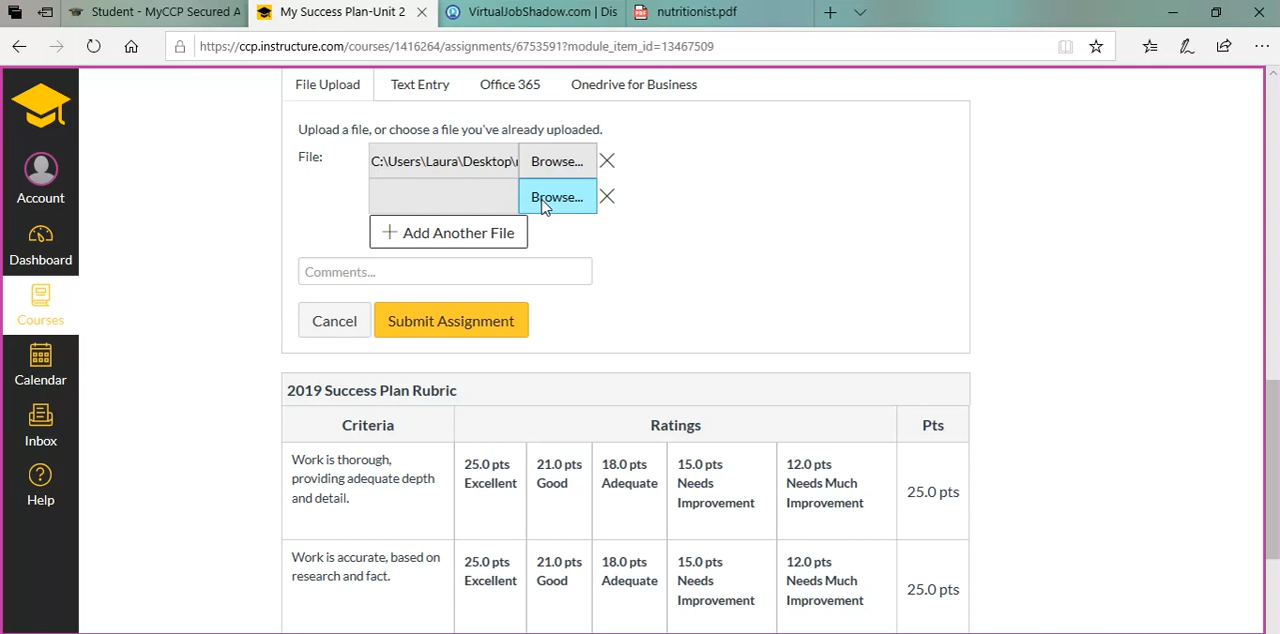 Student - MyCCP Secured A
My Success Plan-Unit 2
VirtualJobShadow.com | Dis
nutritionist.pdf
https://ccp.instructure.com/courses/1416264/assignments/6753591?module_item_id=13467509
Account
Dashboard
Courses
Calendar
Inbox
Help
File Upload
Text Entry
Office 365
Onedrive for Business
Upload a file, or choose a file you've already uploaded.
File:
C:\Users\Laura\Desktop\
Browse...
Browse...
Add Another File
Comments...
Cancel
Submit Assignment
2019 Success Plan Rubric
Criteria
Ratings
Pts
Work is thorough,
providing adequate depth
and detail.
25.0 pts
Excellent
21.0 pts
Good
18.0 pts
Adequate
15.0 pts
Needs
Improvement
12.0 pts
Needs Much
Improvement
25.0 pts
Work is accurate, based on
research and fact.
25.0 pts
Excellent
21.0 pts
Good
18.0 pts
Adequate
15.0 pts
Needs
Improvement
12.0 pts
Needs Much
Improvement
25.0 pts